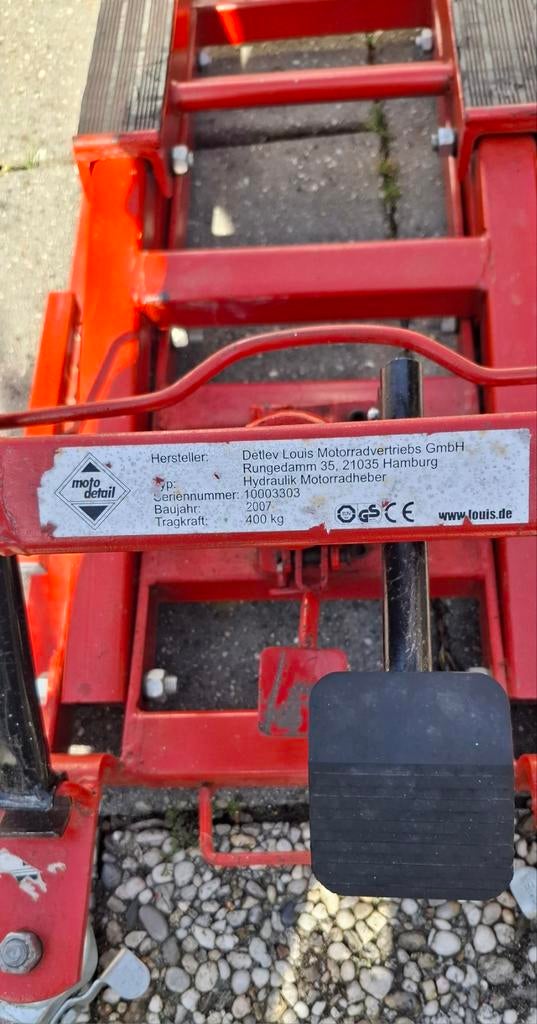 moto
detail
Hersteller: Detlev Louis Motorradvertriebs GmbH
Rungedamm 35, 21035 Hamburg
Typ: Hydraulik Motorradheber
Seriennummer: 10003303
Baujahr: 2007
Tragkraft: 400 kg
GS CE
www.louis.de